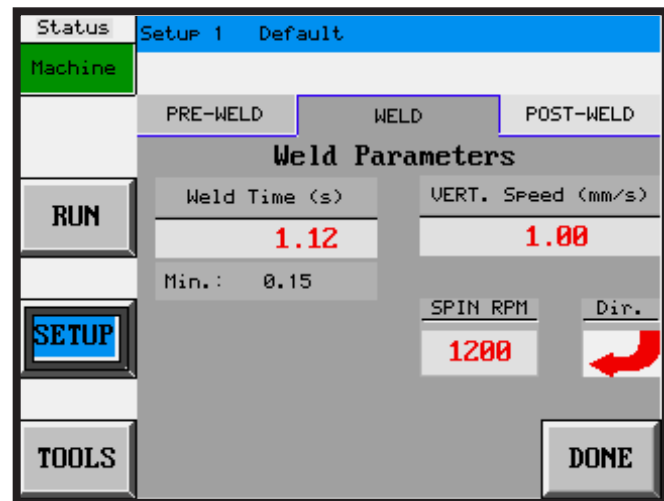 Status
Setup 1 Default
Machine
PRE-WELD WELD POST-WELD
Weld Parameters
Weld Time (s) VERT. Speed (mm/s)
RUN
1.12 1.00
Min.: 0.15
SPIN RPM Dir.
SETUP
1200
TOOLS
DONE